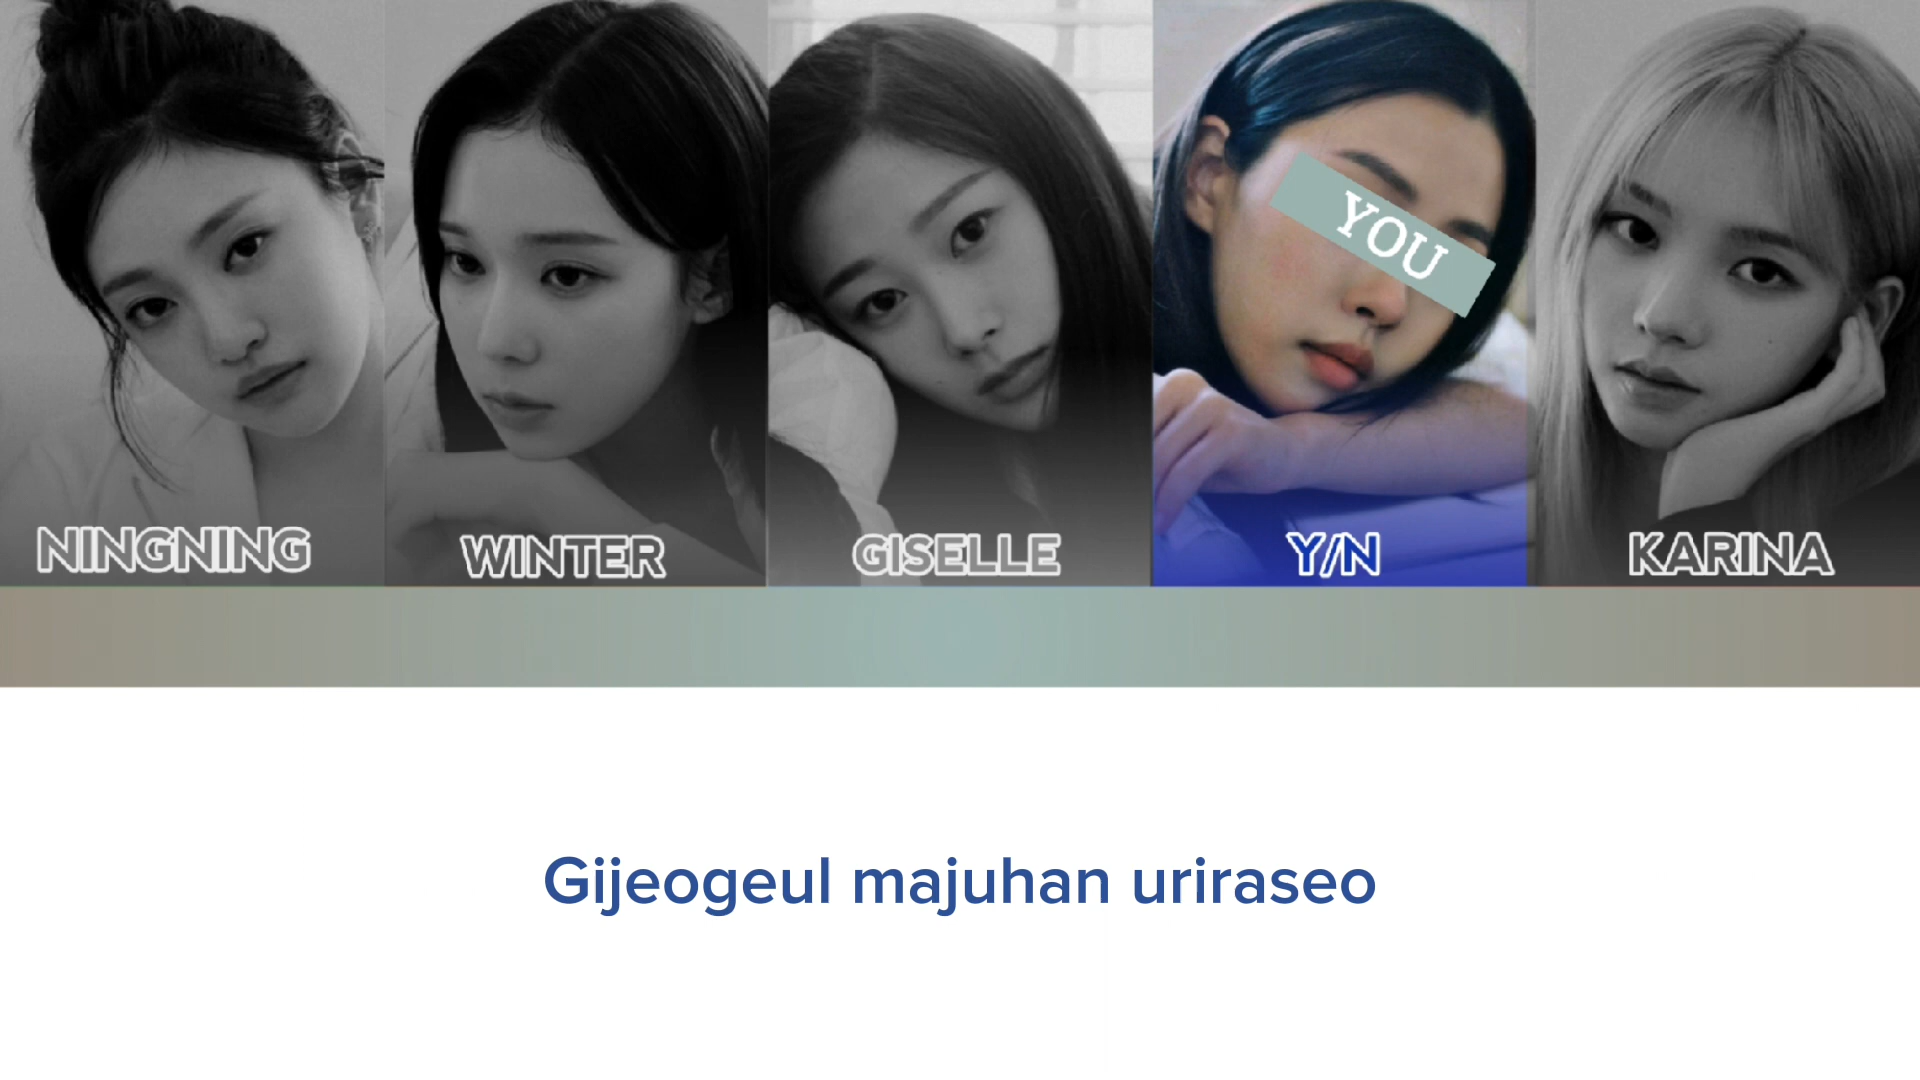 YOU
NINGNING
WINTER
GISELLE
Y/N
KARINA
Gijeogeul majuhan uriraseo